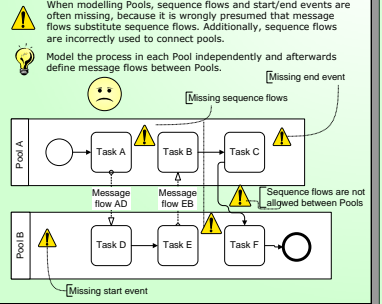 When modelling Pools, sequence flows and start/end events are
often missing, because it is wrongly presumed that message
flows substitute sequence flows. Additionally, sequence flows
are incorrectly used to connect pools.
Model the process in each Pool independently and afterwards
define message flows between Pools.
Missing end event
Missing sequence flows
Pool A
Task A
Task B
Task C
Message
flow AD
Message
flow EB
Sequence flows are not
allgwed between Pools
Pool B
Task D
Task E
Task F
Missing start event